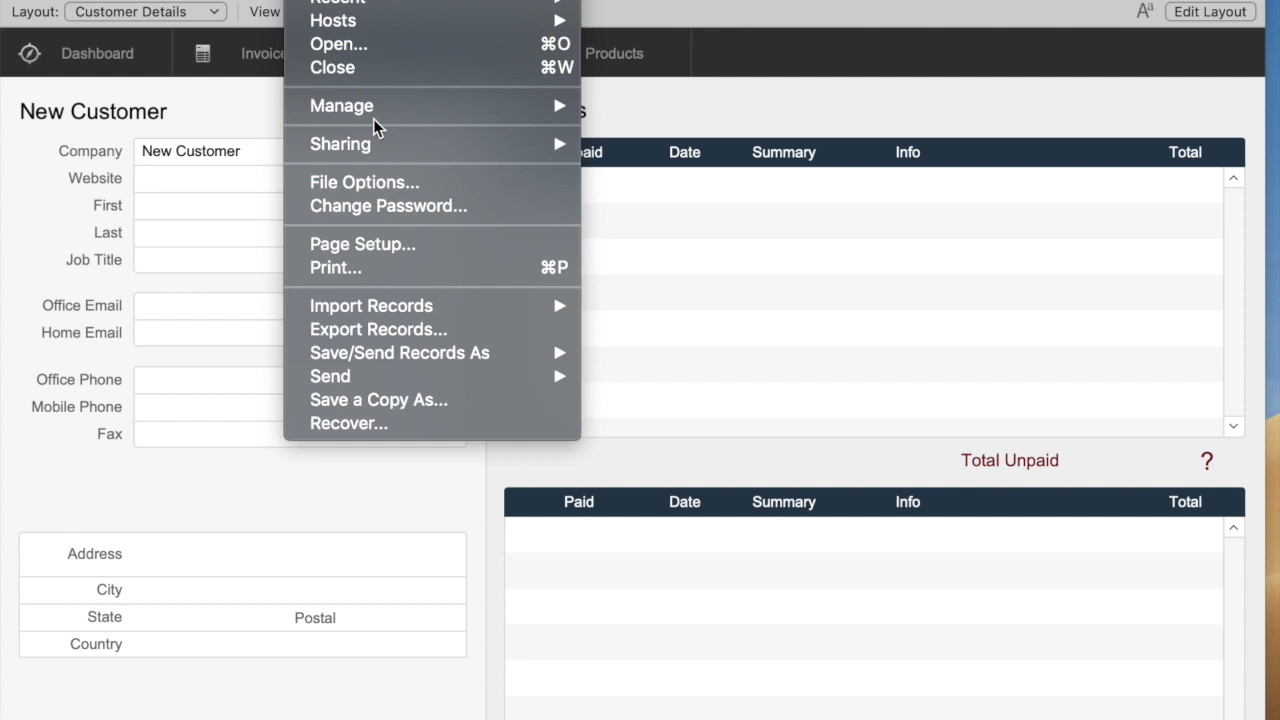 Layout: Customer Details View
Aª Edit Layout
Dashboard
Products
New Customer
Company New Customer
Website
First
Last
Job Title
Office Email
Home Email
Office Phone
Mobile Phone
Fax
Address
City
State Postal
Country
Hosts
Open... ⌘O
Close ⌘W
Manage
Sharing
File Options...
Change Password...
Page Setup...
Print... ⌘P
Import Records
Export Records...
Save/Send Records As
Send
Save a Copy As...
Recover...
Date Summary Info Total
Total Unpaid ?
Paid Date Summary Info Total